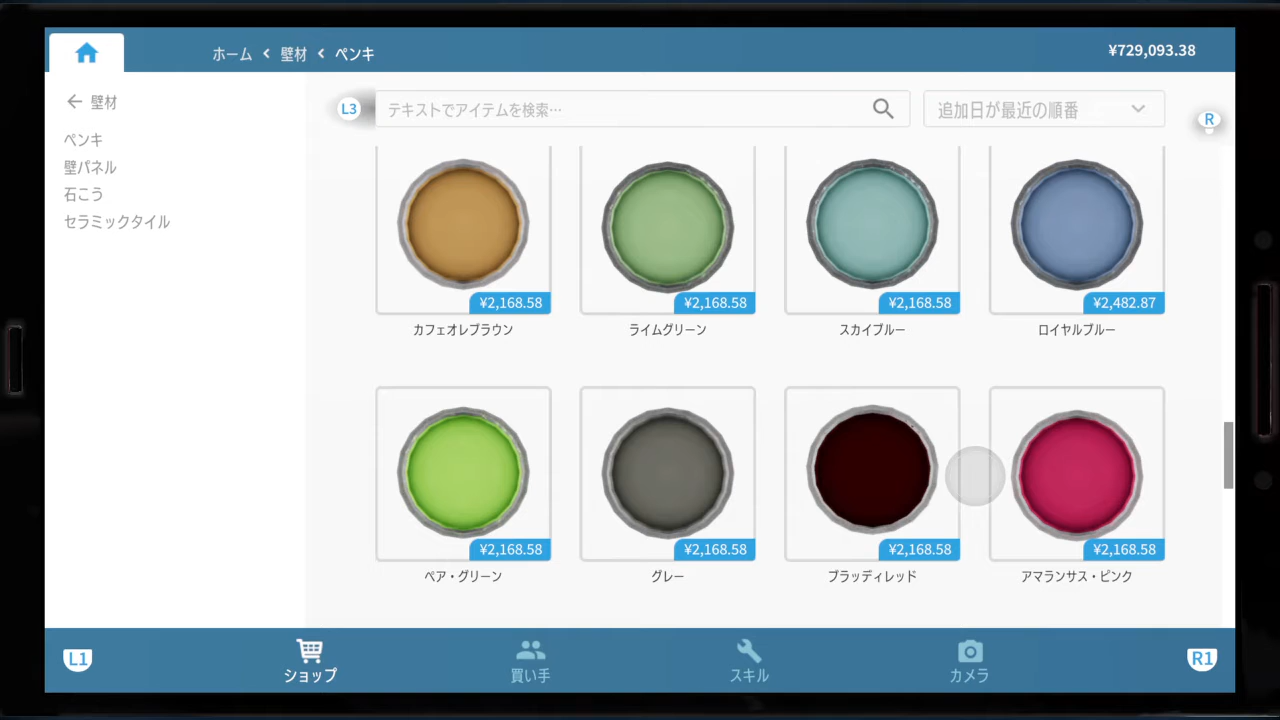 ホーム < 壁材 < ペンキ
¥729,093.38
← 壁材
ペンキ
壁パネル
石こう
セラミックタイル
L3
テキストでアイテムを検索…
追加日が最近の順番
R
¥2,168.58
¥2,168.58
¥2,168.58
¥2,482.87
カフェオレブラウン
ライムグリーン
スカイブルー
ロイヤルブルー
¥2,168.58
¥2,168.58
¥2,168.58
¥2,168.58
ペア・グリーン
グレー
ブラッディレッド
アマランサス・ピンク
L1
ショップ
買い手
スキル
カメラ
R1